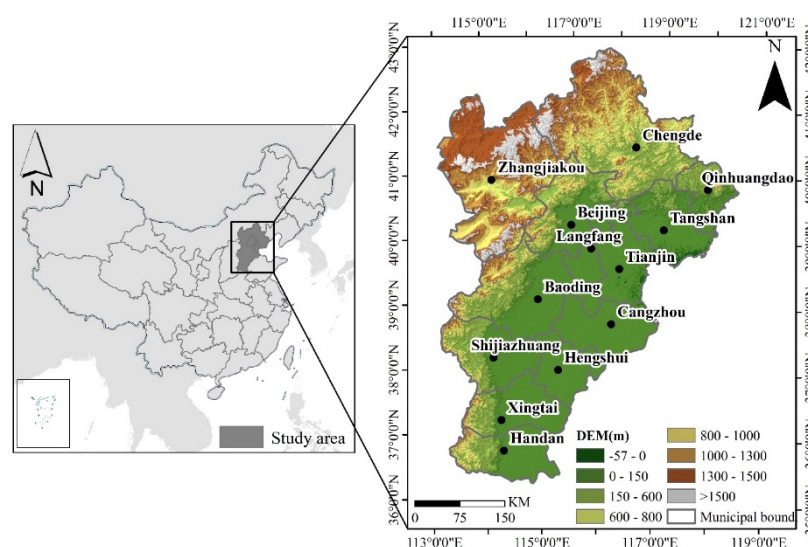 115°0'0"E 117°0'0"E 119°0'0"E 121°0'0"E
N
Study area
43°0'0"N
42°0'0"N
41°0'0"N
40°0'0"N
39°0'0"N
38°0'0"N
37°0'0"N
36°0'0"N
N
Chengde
Zhangjiakou
Qinhuangdao
Beijing
Tangshan
Langfang
Tianjin
Baoding
Cangzhou
Shijiazhuang
Hengshui
Xingtai
Handan
DEM(m)
-57 - 0
0 - 150
150 - 600
600 - 800
800 - 1000
1000 - 1300
1300 - 1500
>1500
Municipal bound
KM
0 75 150
113°0'0"E 115°0'0"E 117°0'0"E 119°0'0"E